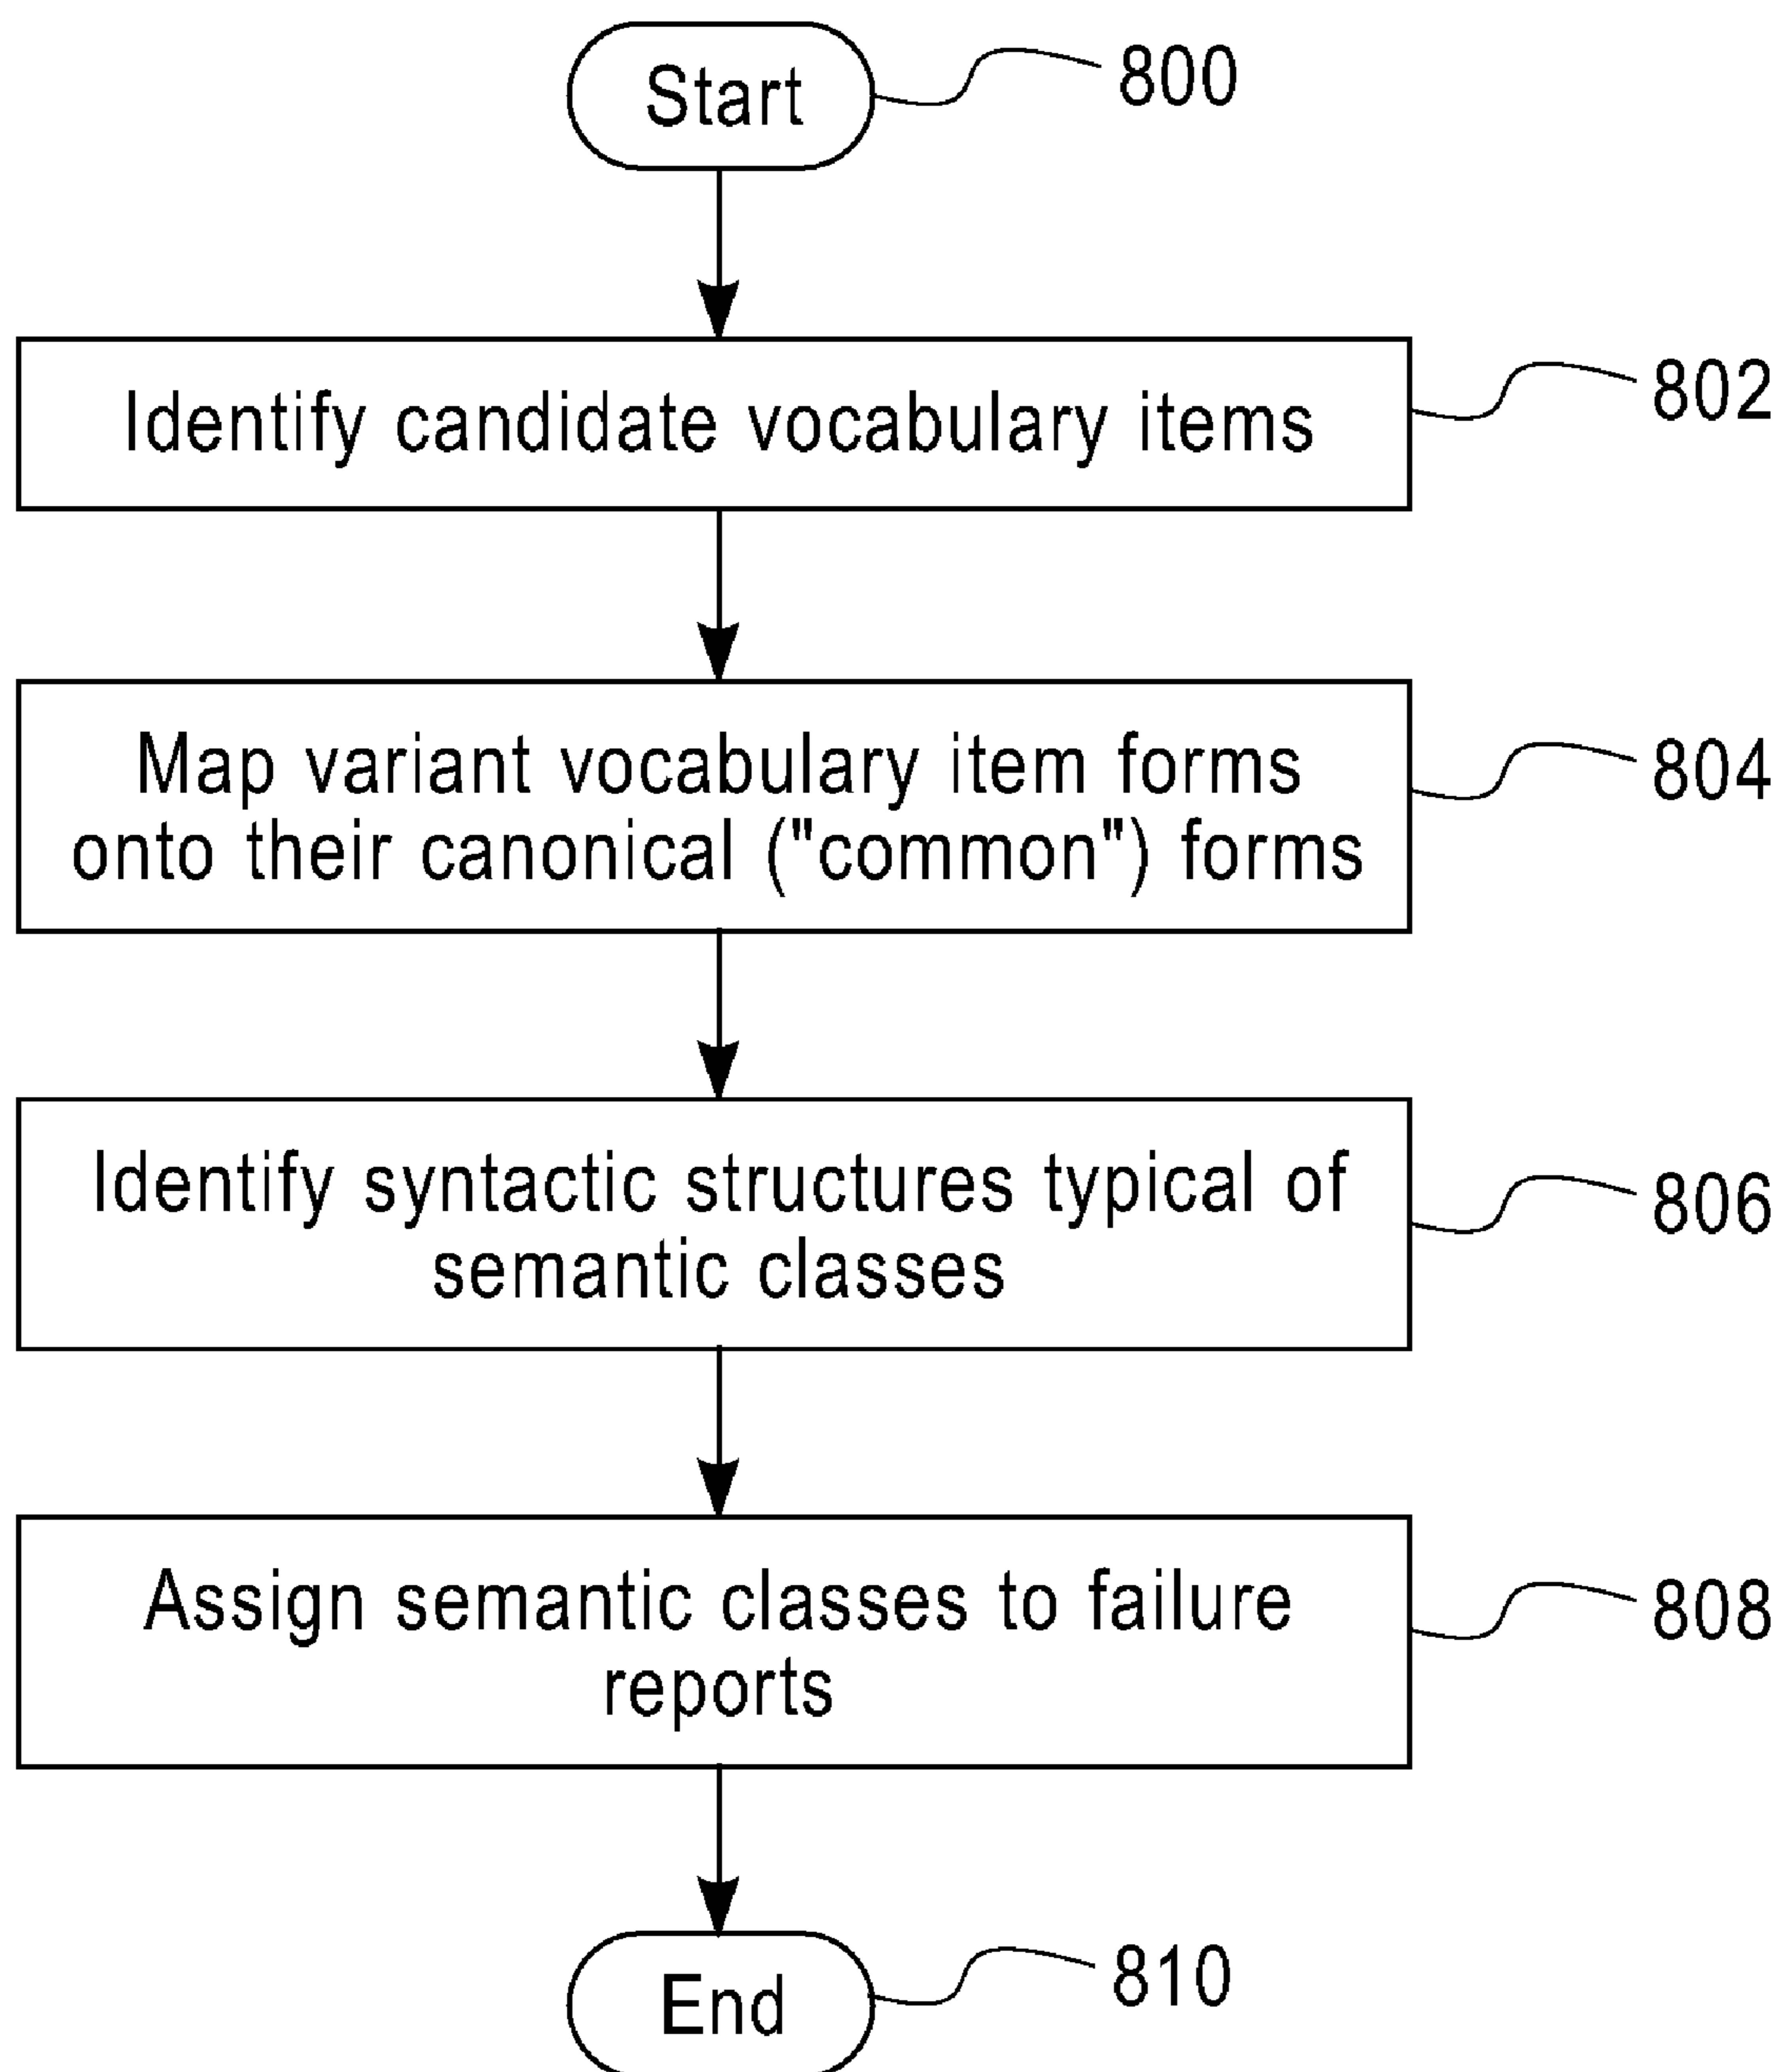 Start
800
Identify candidate vocabulary items
802
Map variant vocabulary item forms
onto their canonical ("common") forms
804
Identify syntactic structures typical of
semantic classes
806
Assign semantic classes to failure
reports
808
End
810